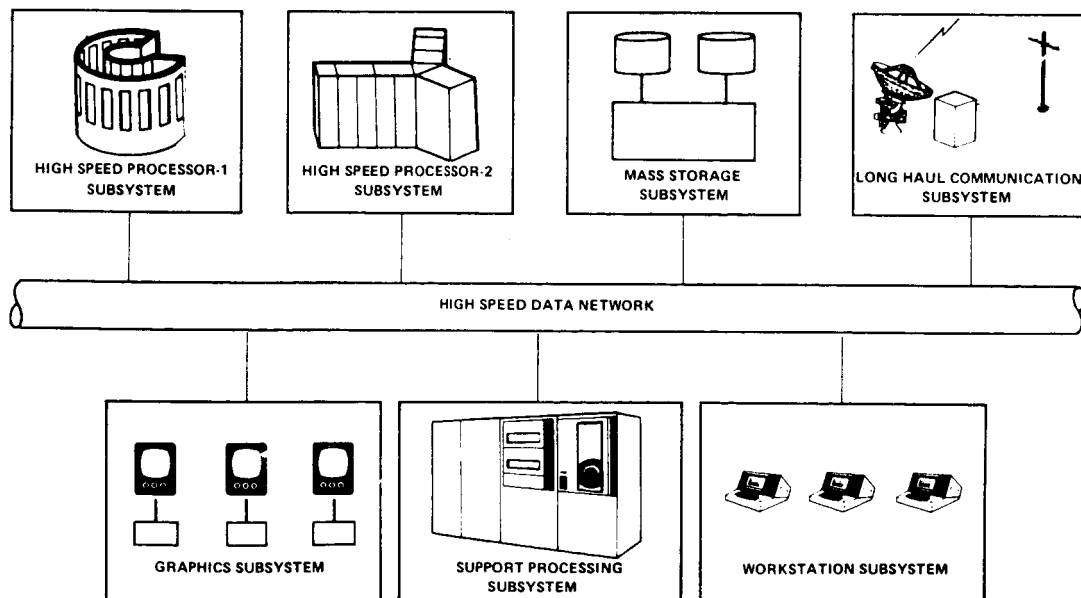 HIGH SPEED PROCESSOR-1
SUBSYSTEM
HIGH SPEED PROCESSOR-2
SUBSYSTEM
MASS STORAGE
SUBSYSTEM
LONG HAUL COMMUNICATION
SUBSYSTEM
HIGH SPEED DATA NETWORK
GRAPHICS SUBSYSTEM
SUPPORT PROCESSING
SUBSYSTEM
WORKSTATION SUBSYSTEM